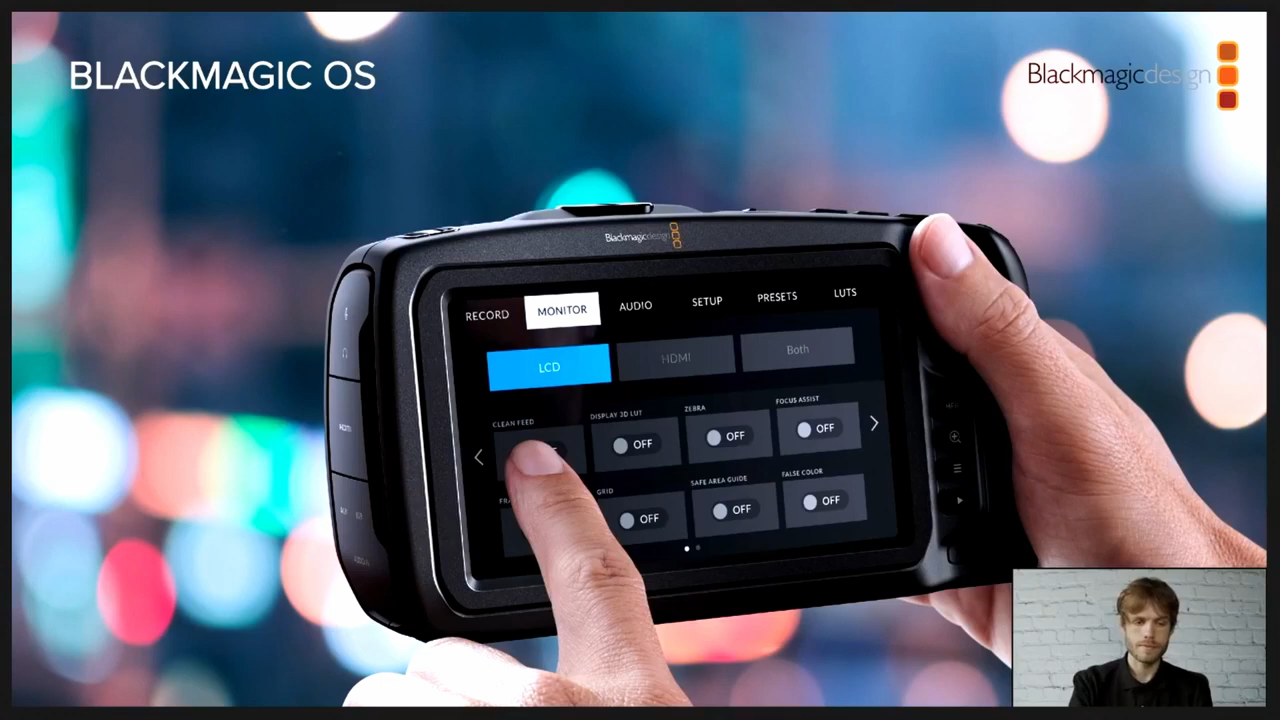 BLACKMAGIC OS
Blackmagicdesign
Blackmagicdesign
RECORD MONITOR AUDIO SETUP PRESETS LUTS
LCD HDMI Both
CLEAN FEED DISPLAY 3D LUT ZEBRA FOCUS ASSIST
OFF OFF OFF
GRID SAFE AREA GUIDE FALSE COLOR
OFF OFF OFF
HDMI